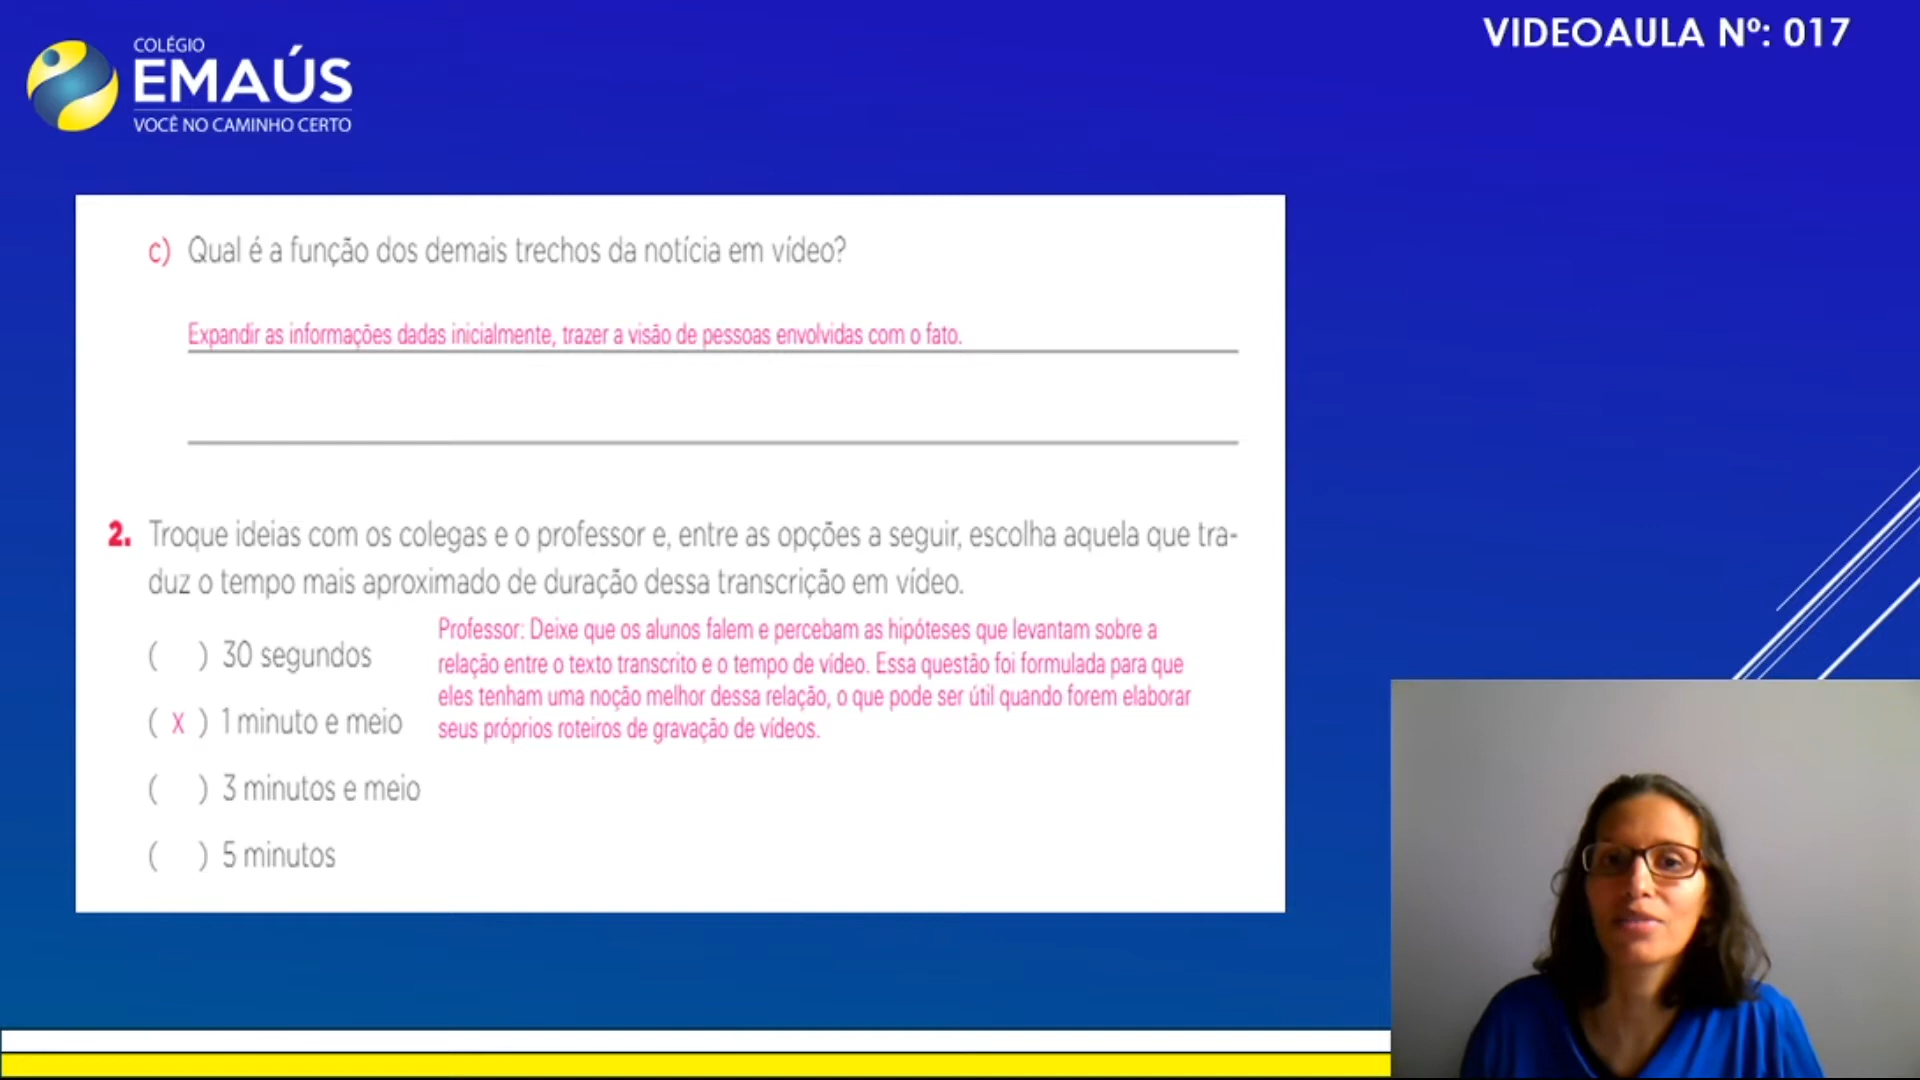 COLÉGIO
EMAÚS
VOCÊ NO CAMINHO CERTO
VIDEOAULA Nº: 017
c) Qual é a função dos demais trechos da notícia em vídeo?
Expandir as informações dadas inicialmente, trazer a visão de pessoas envolvidas com o fato.
2. Troque ideias com os colegas e o professor e, entre as opções a seguir, escolha aquela que tra-
duz o tempo mais aproximado de duração dessa transcrição em vídeo.
( ) 30 segundos
( x ) 1 minuto e meio
( ) 3 minutos e meio
( ) 5 minutos
Professor: Deixe que os alunos falem e percebam as hipóteses que levantam sobre a
relação entre o texto transcrito e o tempo de vídeo. Essa questão foi formulada para que
eles tenham uma noção melhor dessa relação, o que pode ser útil quando forem elaborar
seus próprios roteiros de gravação de vídeos.